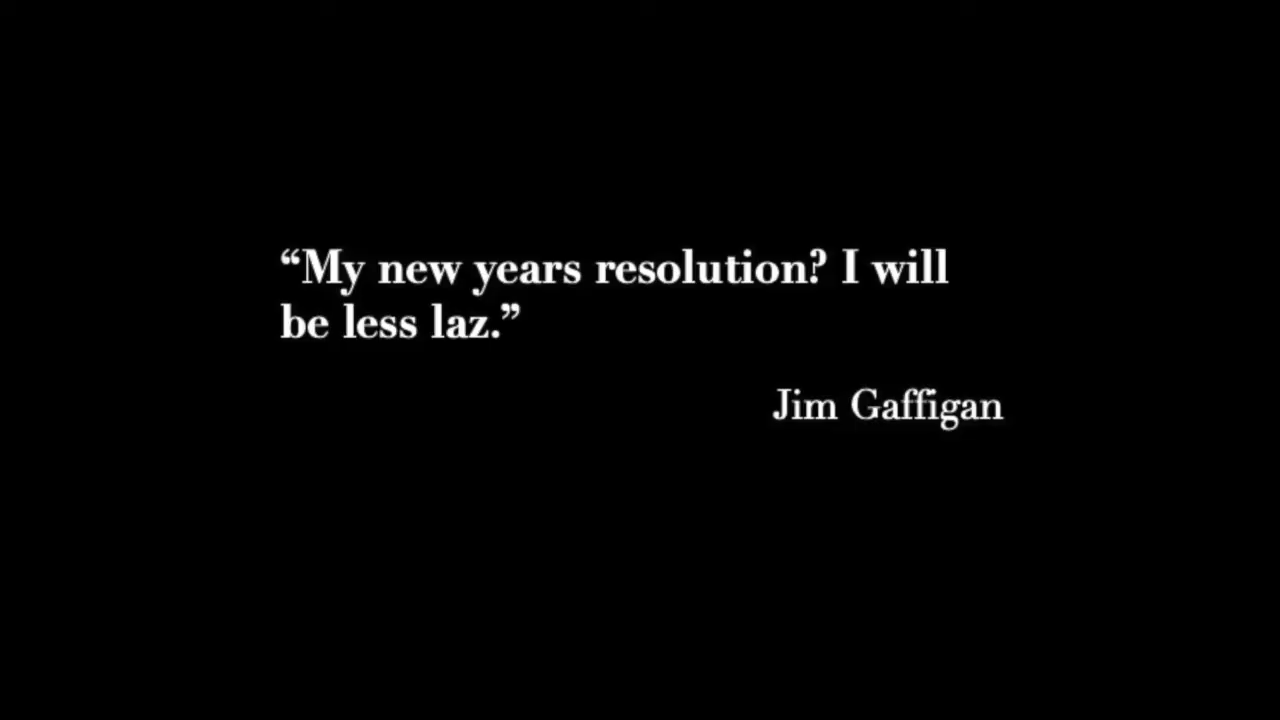 “My new years resolution? I will
be less laz.”
Jim Gaffigan